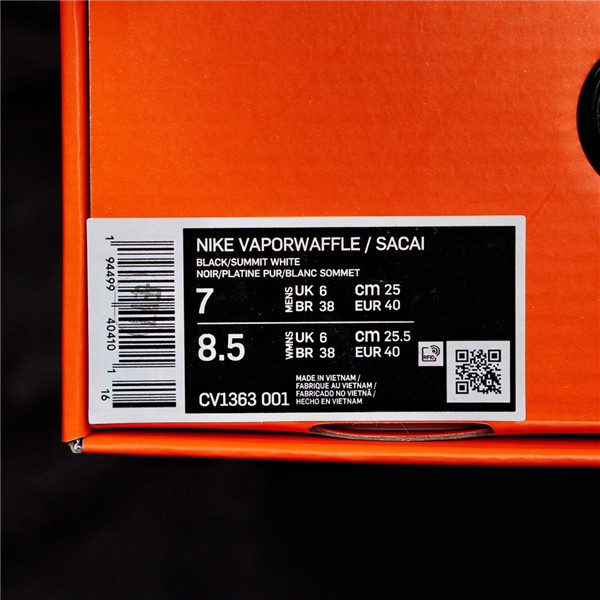 NIKE VAPORWAFFLE / SACAI
BLACK/SUMMIT WHITE
NOIR/PLATINE PUR/BLANC SOMMET
7 MENS UK 6 cm 25
BR 38 EUR 40
8.5 WMNS UK 6 cm 25.5
BR 38 EUR 40
RFID
MADE IN VIETNAM /
FABRIQUE AU VIETNAM /
FABRICADO NO VIETNÃ /
HECHO EN VIETNAM
CV1363 001
1 94499 40410 1
16